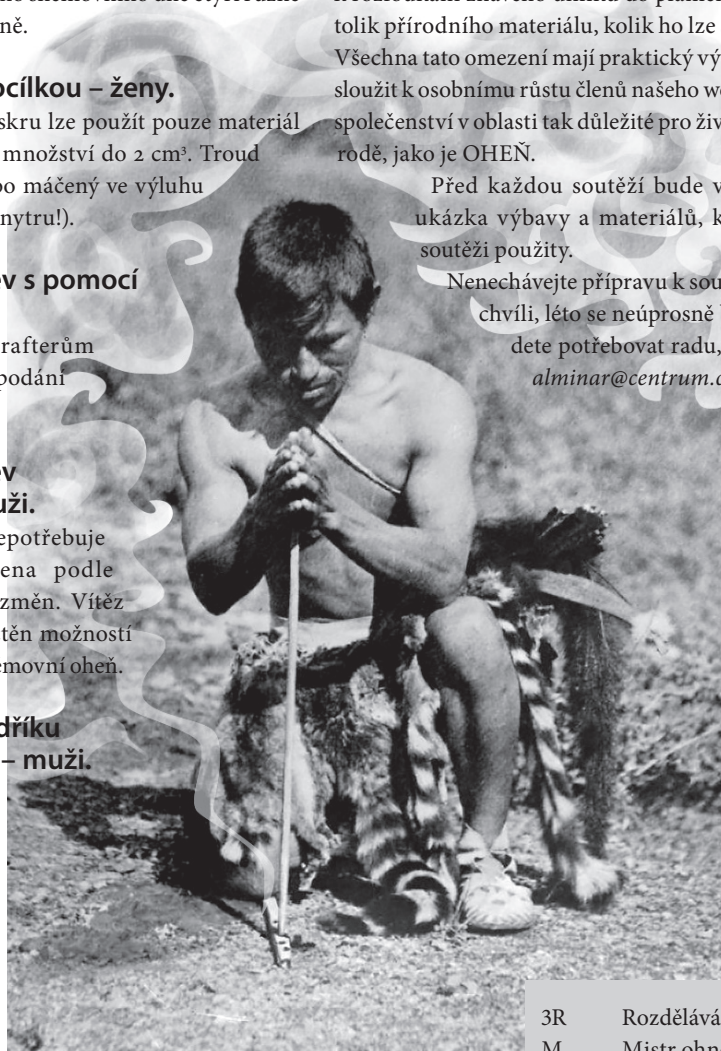 ně.
ocílkou – ženy.
skru lze použít pouze materiál
množství do 2 cm³. Troud
bo máčený ve výluhu
nytru!).
ev s pomocí
rafterům
podání
ev
uži.
epotřebuje
ena podle
změn. Vítěz
těn možností
emovní oheň.
dříku
– muži.
tolik přírodního materiálu, kolik ho lze
Všechna tato omezení mají praktický vý
sloužit k osobnímu růstu členů našeho wo
společenství v oblasti tak důležité pro živ
rodě, jako je OHEŇ.
Před každou soutěží bude v
ukázka výbavy a materiálů, k
soutěži použity.
Nenechávejte přípravu k sou
chvíli, léto se neúprosně
dete potřebovat radu,
alminar@centrum.c
3R Rozdělává
M Mistr ohn